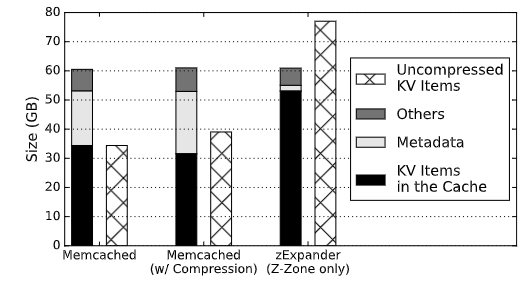 80
70
60
50
40
30
20
10
0
Size (GB)
Uncompressed
KV Items
Others
Metadata
KV Items
in the Cache
Memcached
Memcached
(w/ Compression)
zExpander
(Z-Zone only)